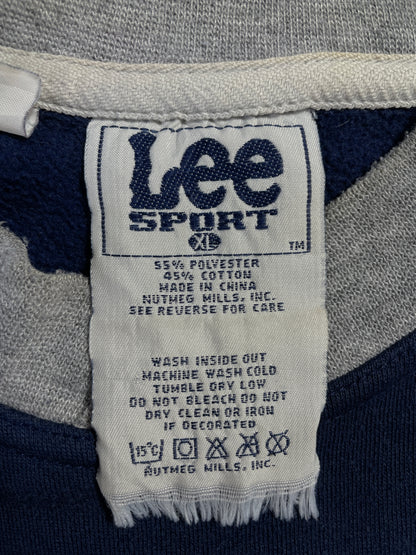 Lee
SPORT
XL
TM
55% POLYESTER
45% COTTON
MADE IN CHINA
NUTMEG MILLS, INC.
SEE REVERSE FOR CARE
WASH INSIDE OUT
MACHINE WASH COLD
TUMBLE DRY LOW
DO NOT BLEACH DO NOT
DRY CLEAN OR IRON
IF DECORATED
15°C
NUTMEG MILLS, INC.